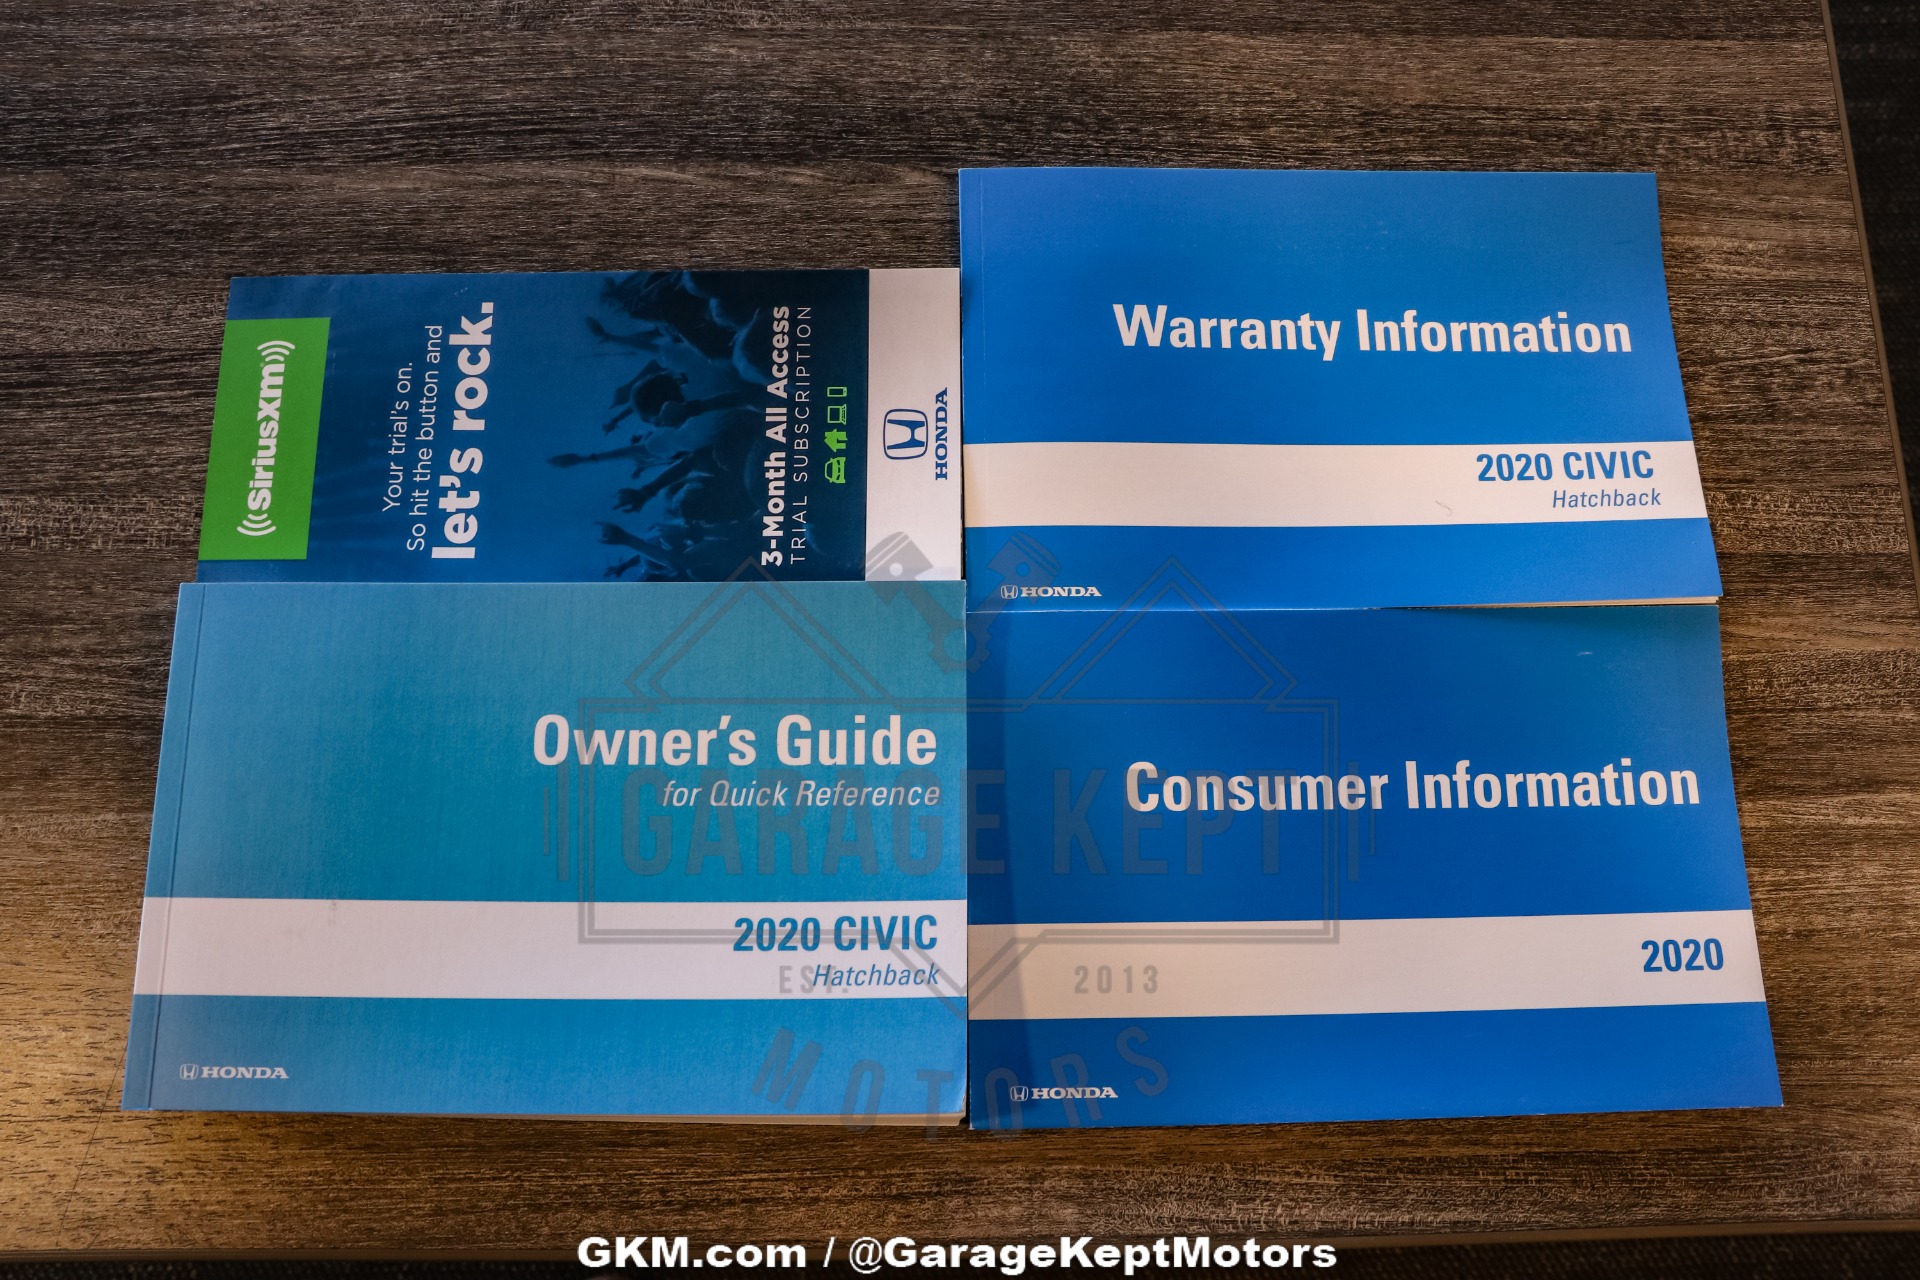 ((SiriusXM))
Your trial's on.
So hit the button and
let's rock.
3-Month All Access
TRIAL SUBSCRIPTION
HONDA
Warranty Information
2020 CIVIC
Hatchback
HONDA
Owner's Guide
for Quick Reference
2020 CIVIC
Hatchback
HONDA
Consumer Information
2020
HONDA
GARAGE KEPT
EST. 2013
MOTORS
GKM.com / @GarageKeptMotors